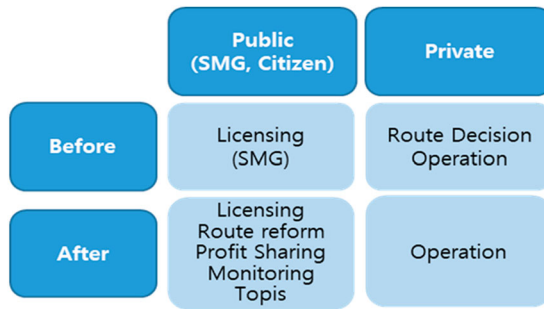 Public
(SMG, Citizen)
Private
Before
Licensing
(SMG)
Route Decision
Operation
After
Licensing
Route reform
Profit Sharing
Monitoring
Topis
Operation